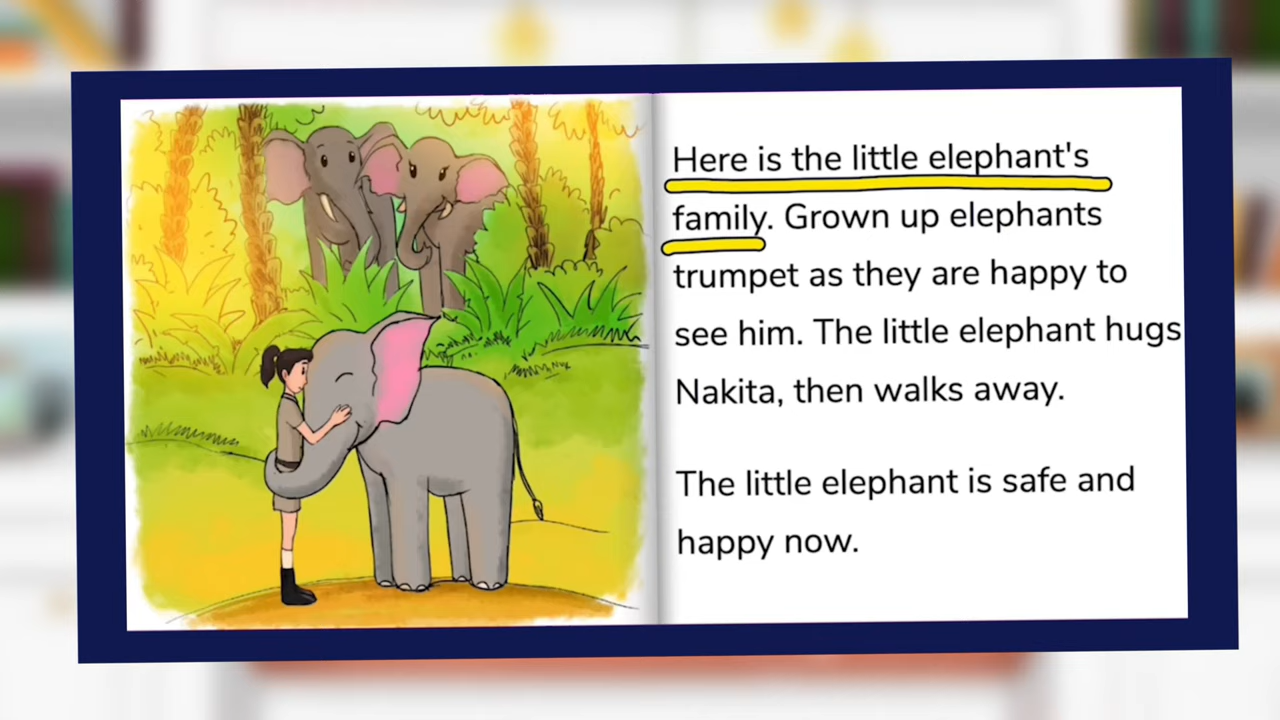 Here is the little elephant's
family. Grown up elephants
trumpet as they are happy to
see him. The little elephant hugs
Nakita, then walks away.
The little elephant is safe and
happy now.